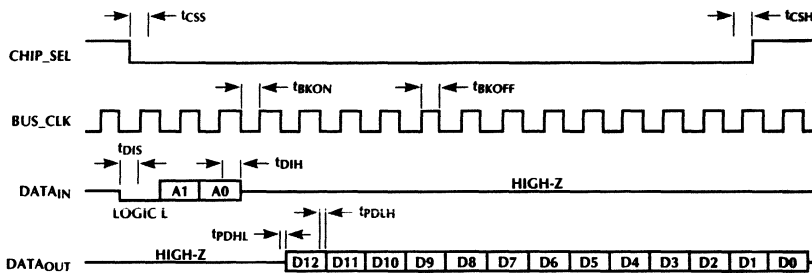 tCSS
tCSH
CHIP_SEL
tBKON
tBKOFF
BUS_CLK
tDIS
tDIH
DATAIN
A1 A0
HIGH-Z
LOGIC L
tPDHL
tPDLH
HIGH-Z
DATAOUT
D12 D11 D10 D9 D8 D7 D6 D5 D4 D3 D2 D1 D0